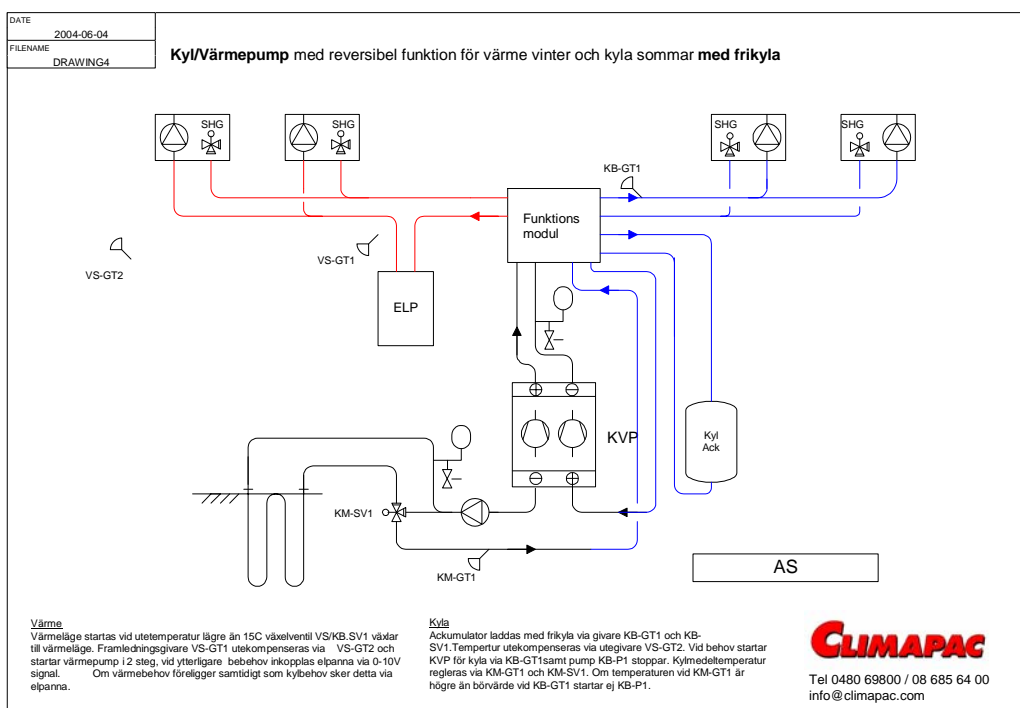 DATE
2004-06-04
FILENAME
DRAWING4
Kyl/Värmepump med reversibel funktion för värme vinter och kyla sommar med frikyla
SHG
SHG
SHG
SHG
KB-GT1
Funktions
modul
VS-GT1
VS-GT2
ELP
KVP
Kyl
Ack
KM-SV1
KM-GT1
AS
Värme
Värmeläge startas vid utetemperatur lägre än 15C växelventil VS/KB.SV1 växlar
till värmeläge. Framledningsgivare VS-GT1 utekompenseras via VS-GT2 och
startar värmepump i 2 steg, vid ytterligare bebehov inkopplas elpanna via 0-10V
signal. Om värmebehov föreligger samtidigt som kylbehov sker detta via
elpanna.
Kyla
Ackumulator laddas med frikyla via givare KB-GT1 och KB-
SV1.Tempertur utekompenseras via utegivare VS-GT2. Vid behov startar
KVP för kyla via KB-GT1samt pump KB-P1 stoppar. Kylmedeltemperatur
regleras via KM-GT1 och KM-SV1. Om temperaturen vid KM-GT1 är
högre än börvärde vid KB-GT1 startar ej KB-P1.
CLIMAPAC
Tel 0480 69800 / 08 685 64 00
info@climapac.com